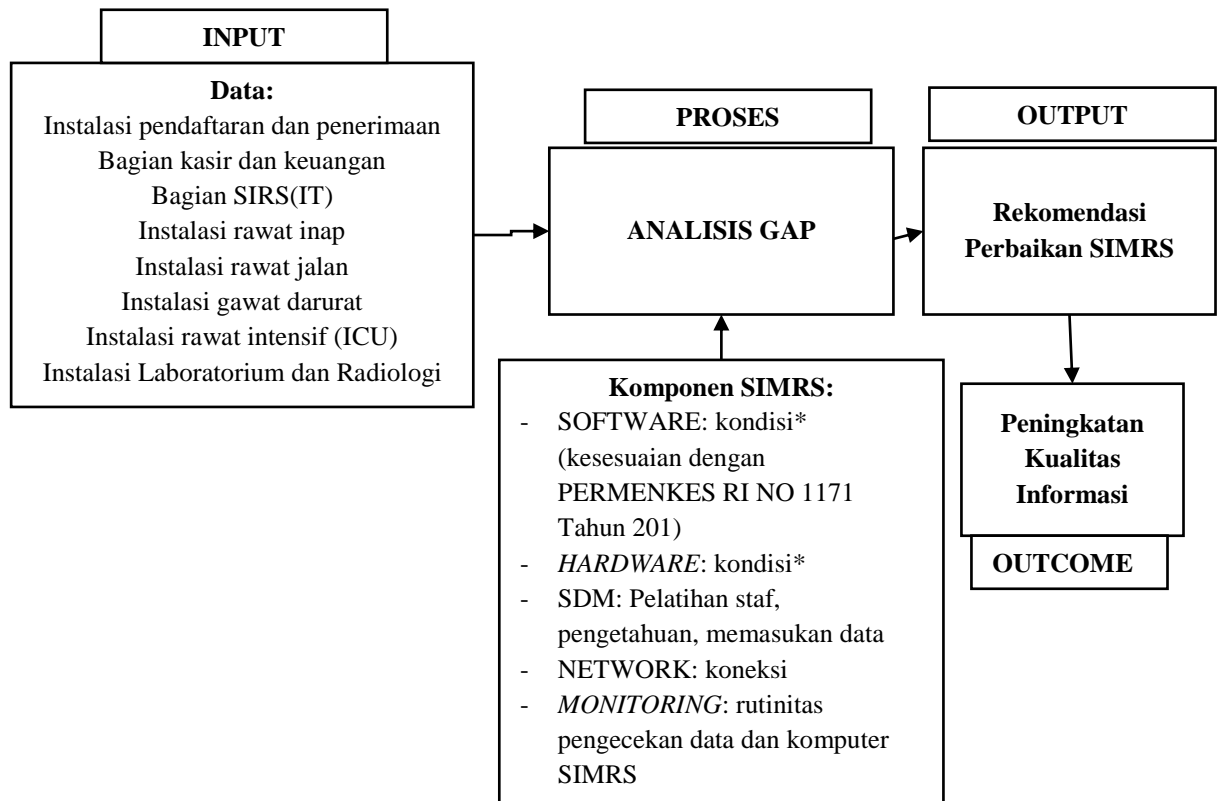 INPUT
Data:
Instalasi pendaftaran dan penerimaan
Bagian kasir dan keuangan
Bagian SIRS(IT)
Instalasi rawat inap
Instalasi rawat jalan
Instalasi gawat darurat
Instalasi rawat intensif (ICU)
Instalasi Laboratorium dan Radiologi
PROSES
ANALISIS GAP
Komponen SIMRS:
- SOFTWARE: kondisi*
(kesesuaian dengan
PERMENKES RI NO 1171
Tahun 201)
- HARDWARE: kondisi*
- SDM: Pelatihan staf,
pengetahuan, memasukan data
- NETWORK: koneksi
- MONITORING: rutinitas
pengecekan data dan komputer
SIMRS
OUTPUT
Rekomendasi
Perbaikan SIMRS
Peningkatan
Kualitas
Informasi
OUTCOME